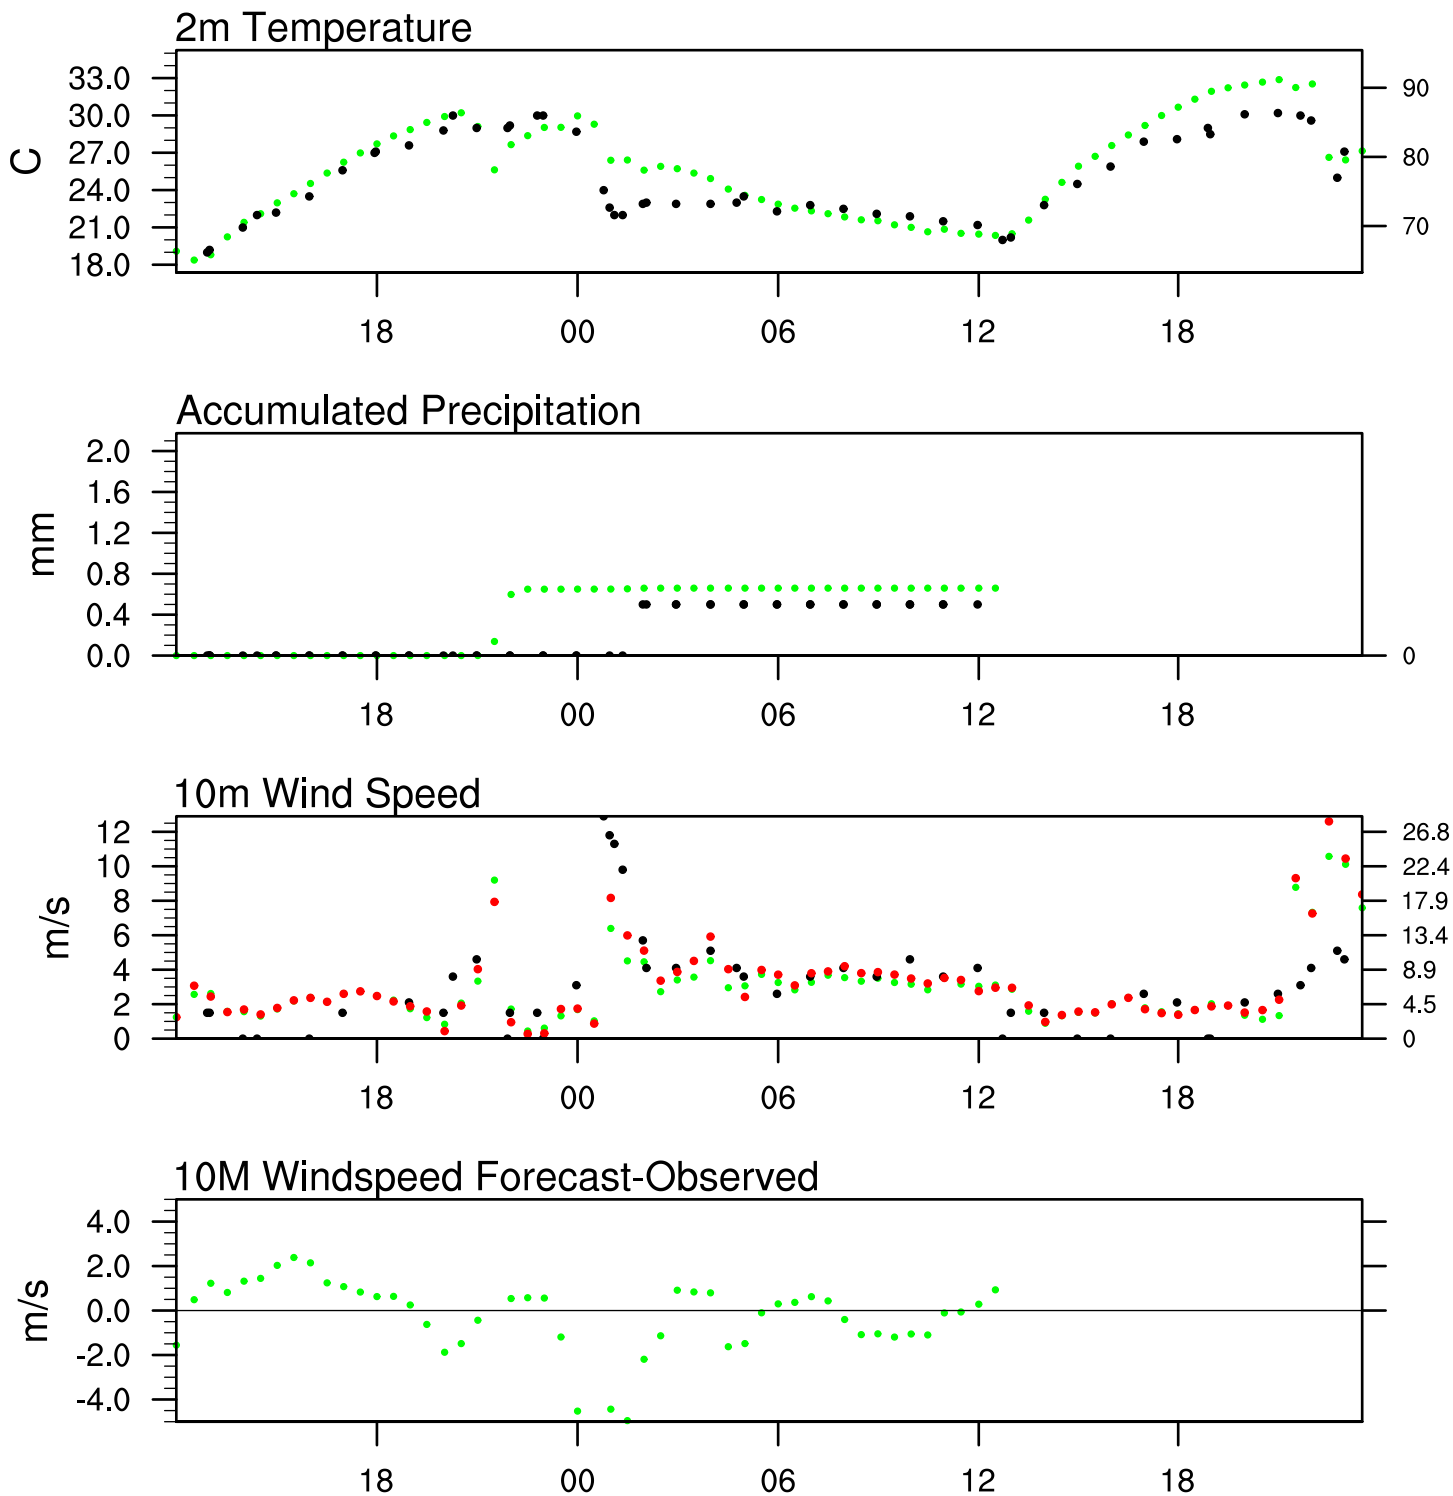 2m Temperature
C
33.0
30.0
27.0
24.0
21.0
18.0
90
80
70
18 00 06 12 18
Accumulated Precipitation
mm
2.0
1.6
1.2
0.8
0.4
0.0
0
18 00 06 12 18
10m Wind Speed
m/s
12
10
8
6
4
2
0
26.8
22.4
17.9
13.4
8.9
4.5
0
18 00 06 12 18
10M Windspeed Forecast-Observed
m/s
4.0
2.0
0.0
-2.0
-4.0
18 00 06 12 18